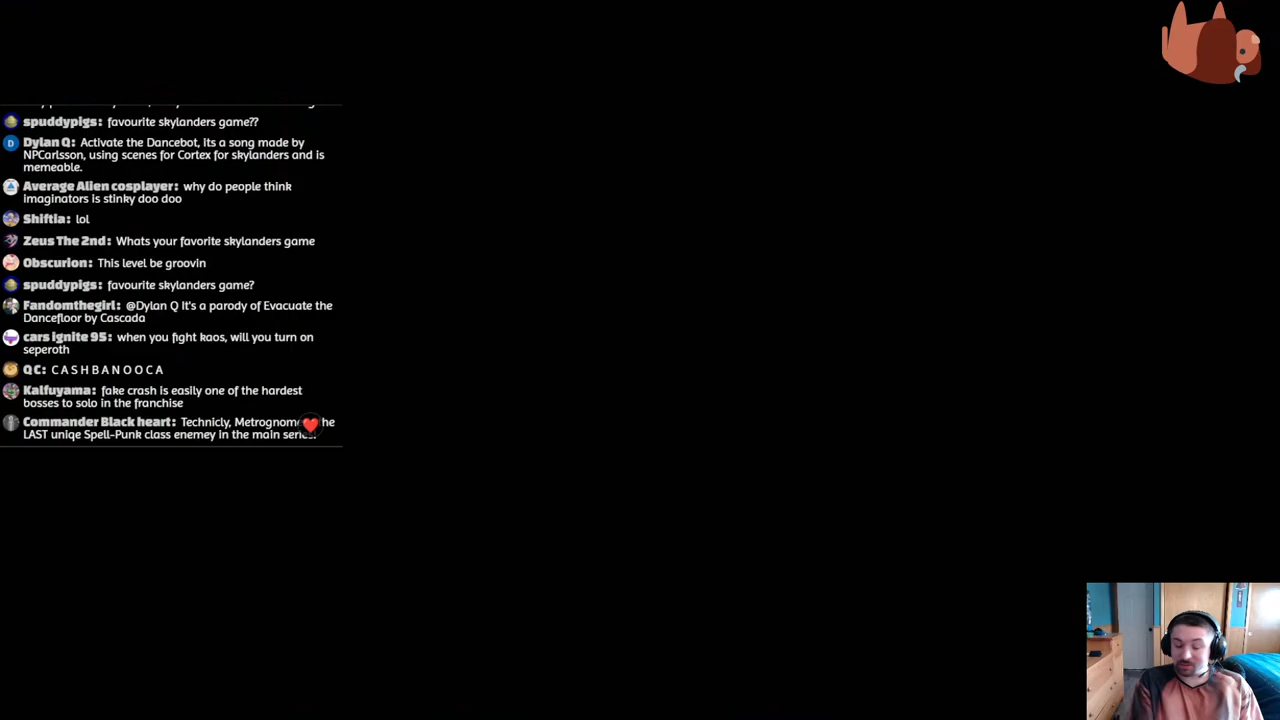 spuddypigs: favourite skylanders game??
D Dylan Q: Activate the Dancebot, its a song made by
NPCarlsson, using scenes for Cortex for skylanders and is
memeable.
Average Alien cosplayer: why do people think
imaginators is stinky doo doo
Shiftia: lol
Zeus The 2nd: Whats your favorite skylanders game
Obscurion: This level be groovin
spuddypigs: favourite skylanders game?
Fandomthegirl: @Dylan Q It's a parody of Evacuate the
Dancefloor by Cascada
cars ignite 95: when you fight kaos, will you turn on
seperoth
QC: C A S H B A N O O C A
Kalfuyama: fake crash is easily one of the hardest
bosses to solo in the franchise
Commander Black heart: Technicly,
LAST uniqe Spell-Punk class enemey in the main series.